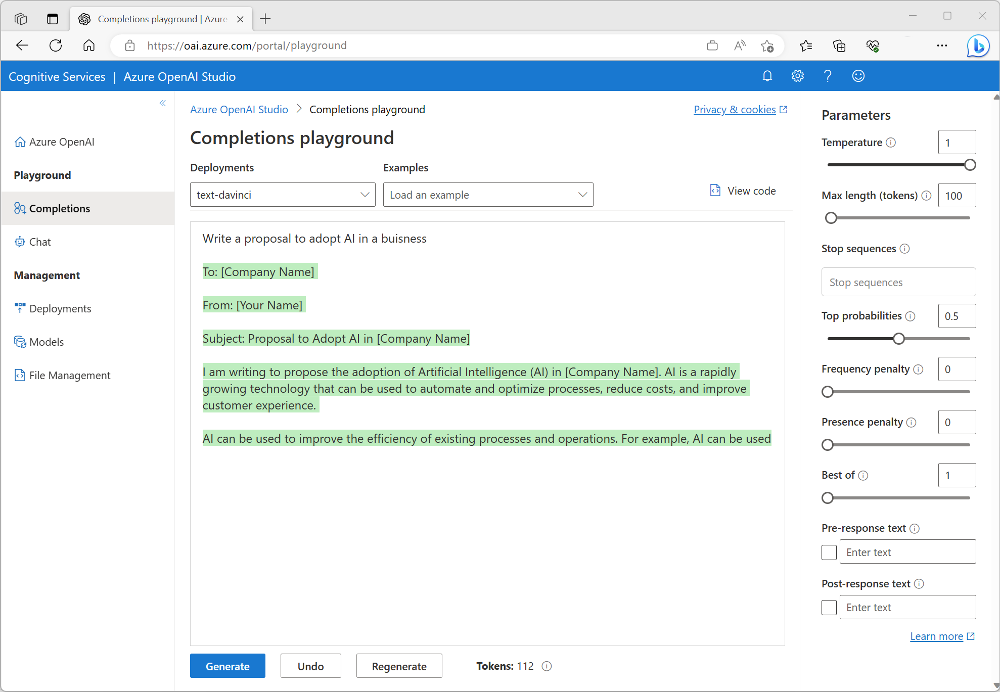 Completions playground | Azure
https://oai.azure.com/portal/playground
Cognitive Services | Azure OpenAI Studio
Azure OpenAI
Playground
Completions
Chat
Management
Deployments
Models
File Management
Azure OpenAI Studio > Completions playground
Privacy & cookies
Completions playground
Deployments
Examples
text-davinci
Load an example
View code
Write a proposal to adopt AI in a buisness
To: [Company Name]
From: [Your Name]
Subject: Proposal to Adopt AI in [Company Name]
I am writing to propose the adoption of Artificial Intelligence (AI) in [Company Name]. AI is a rapidly
growing technology that can be used to automate and optimize processes, reduce costs, and improve
customer experience.
AI can be used to improve the efficiency of existing processes and operations. For example, AI can be used
Generate
Undo
Regenerate
Tokens: 112
Parameters
Temperature
1
Max length (tokens)
100
Stop sequences
Stop sequences
Top probabilities
0.5
Frequency penalty
0
Presence penalty
0
Best of
1
Pre-response text
Enter text
Post-response text
Enter text
Learn more